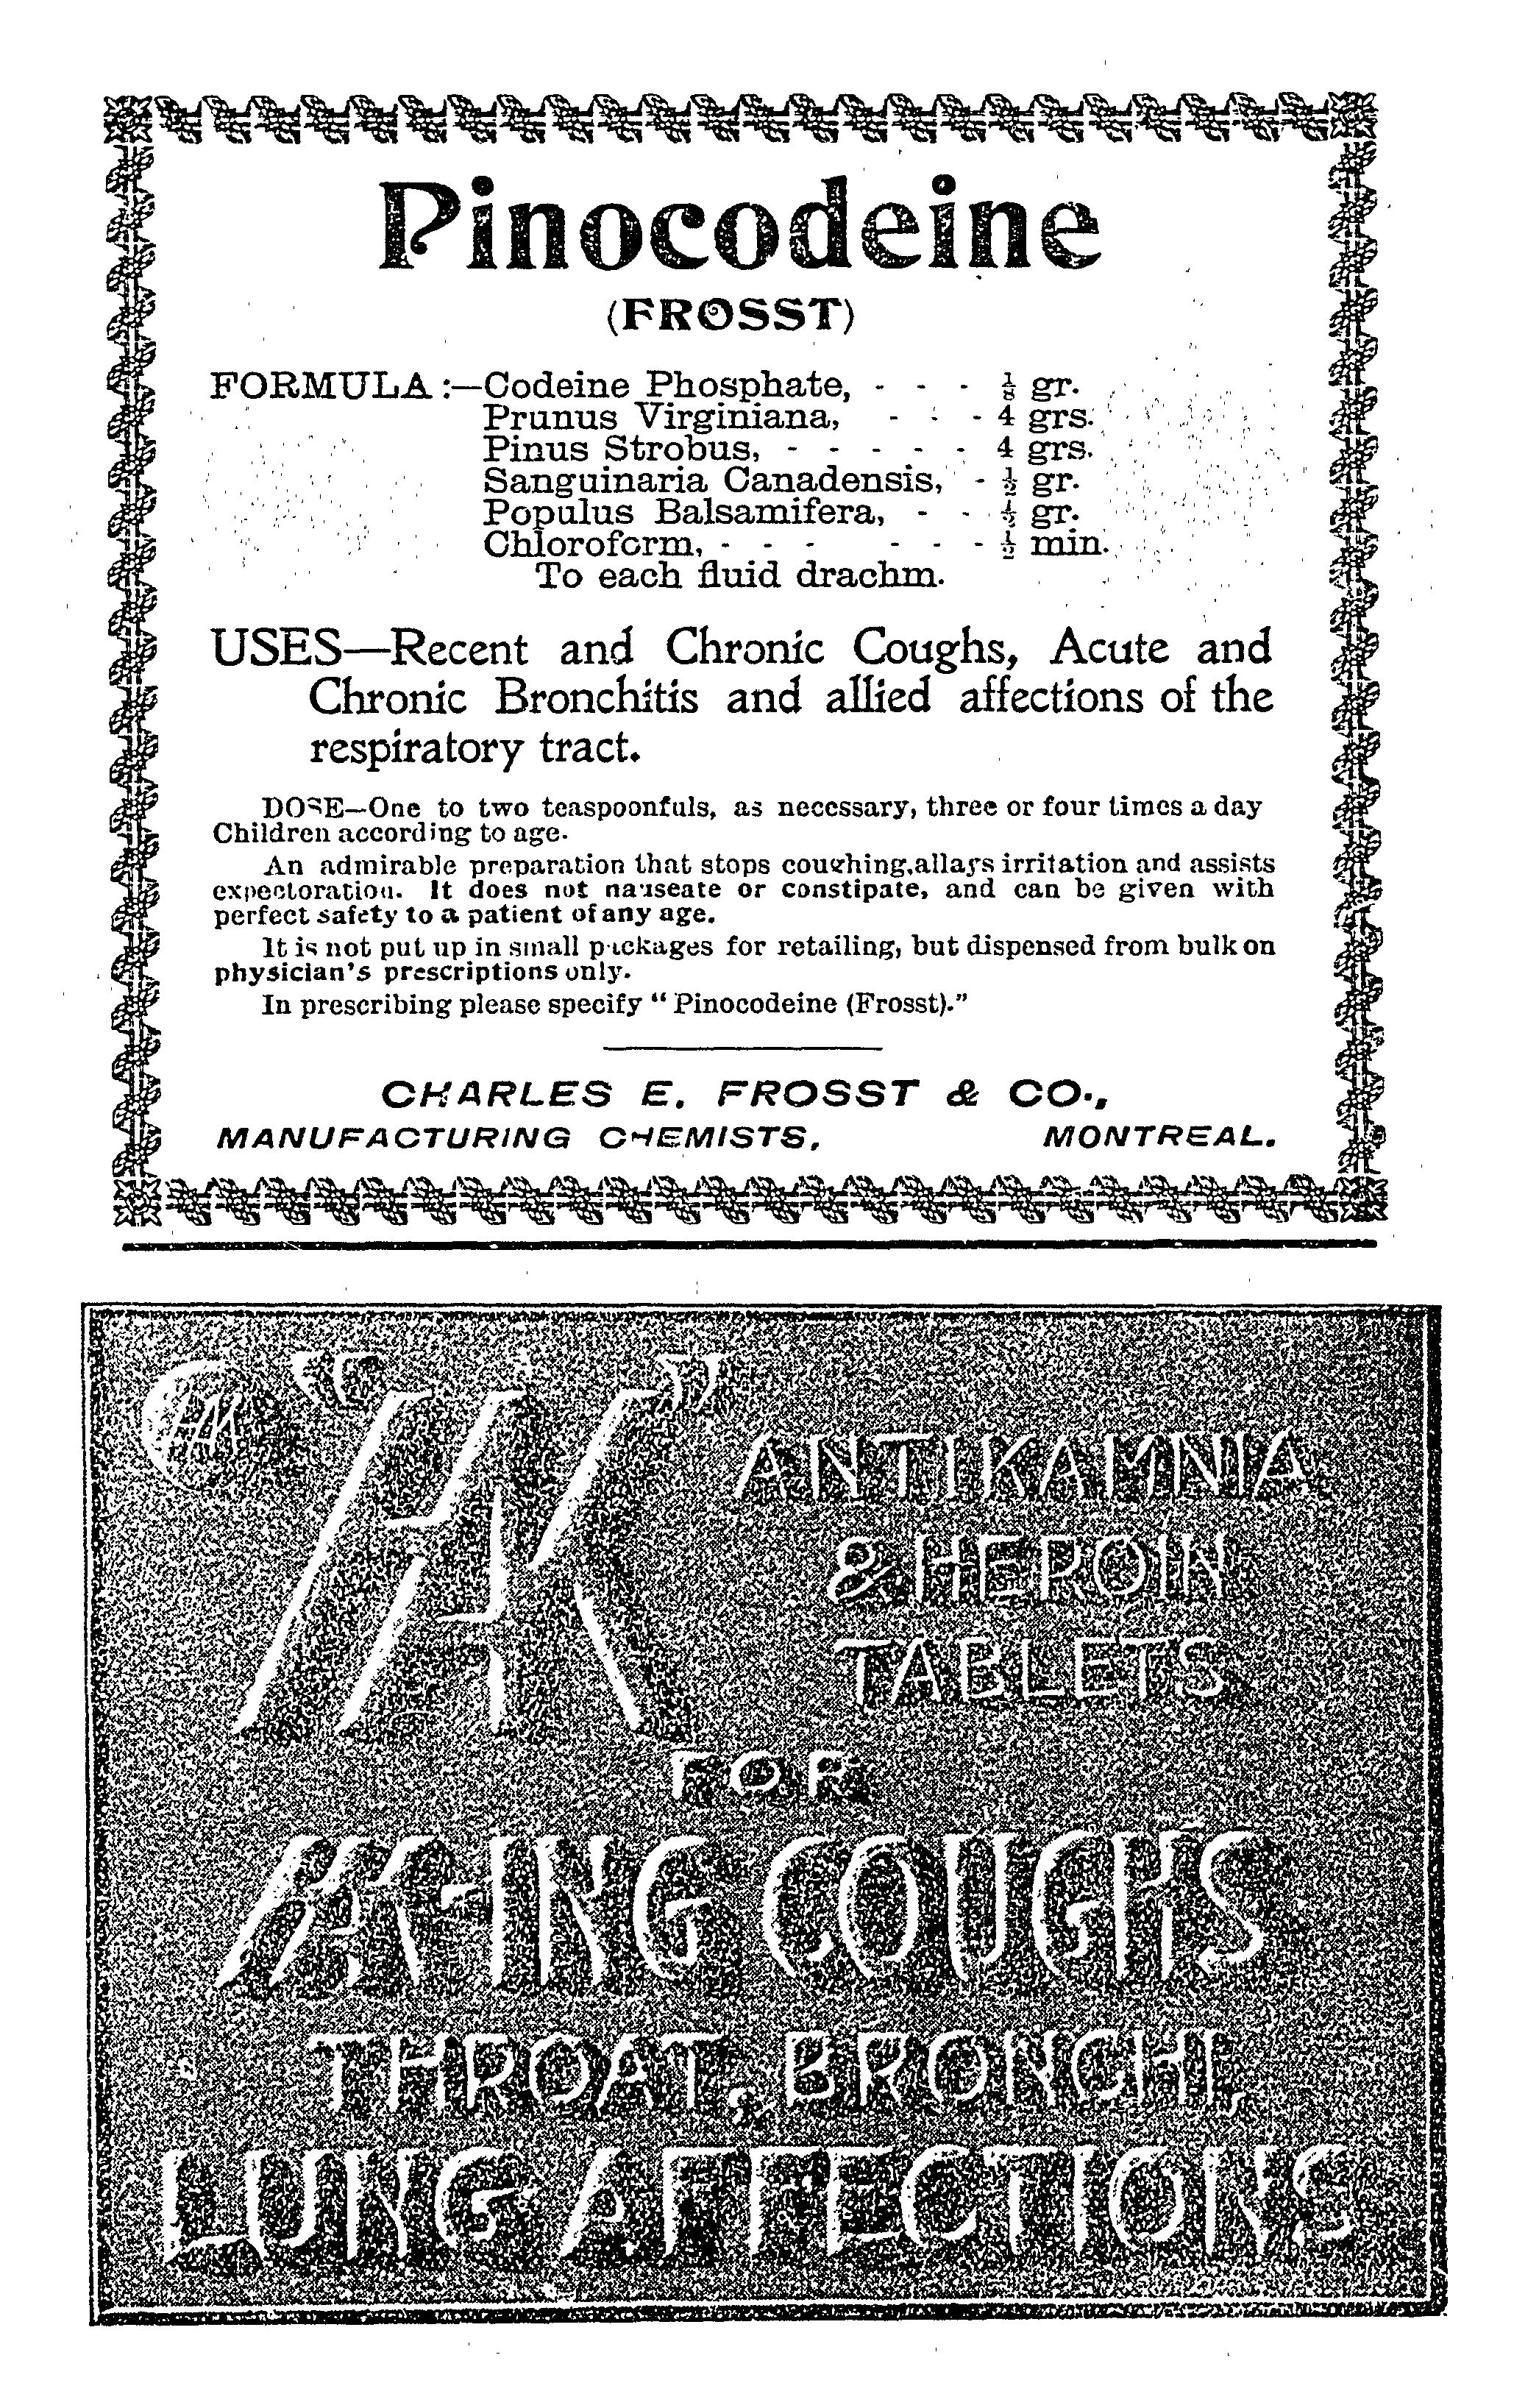 Pinocodeine
(FROSST)
FORMULA :—Codeine Phosphate, - - - ⅛ gr.
Prunus Virginiana, - - - 4 grs.
Pinus Strobus, - - - - - - 4 grs.
Sanguinaria Canadensis, - ½ gr.
Populus Balsamifera, - - ½ gr.
Chloroform, - - - - - - ½ min.
To each fluid drachm.
USES—Recent and Chronic Coughs, Acute and
Chronic Bronchitis and allied affections of the
respiratory tract.
DOSE—One to two teaspoonfuls, as necessary, three or four times a day
Children according to age.
An admirable preparation that stops coughing, allays irritation and assists
expectoration. It does not nauseate or constipate, and can be given with
perfect safety to a patient of any age.
It is not put up in small packages for retailing, but dispensed from bulk on
physician's prescriptions only.
In prescribing please specify “Pinocodeine (Frosst).”
CHARLES E. FROSST & CO.,
MANUFACTURING CHEMISTS, MONTREAL.
AK
"AK"
ANTIKAMNIA
& HEROIN
TABLETS
FOR
AK-ING COUGHS
THROAT, BRONCHI,
LUNG AFFECTIONS